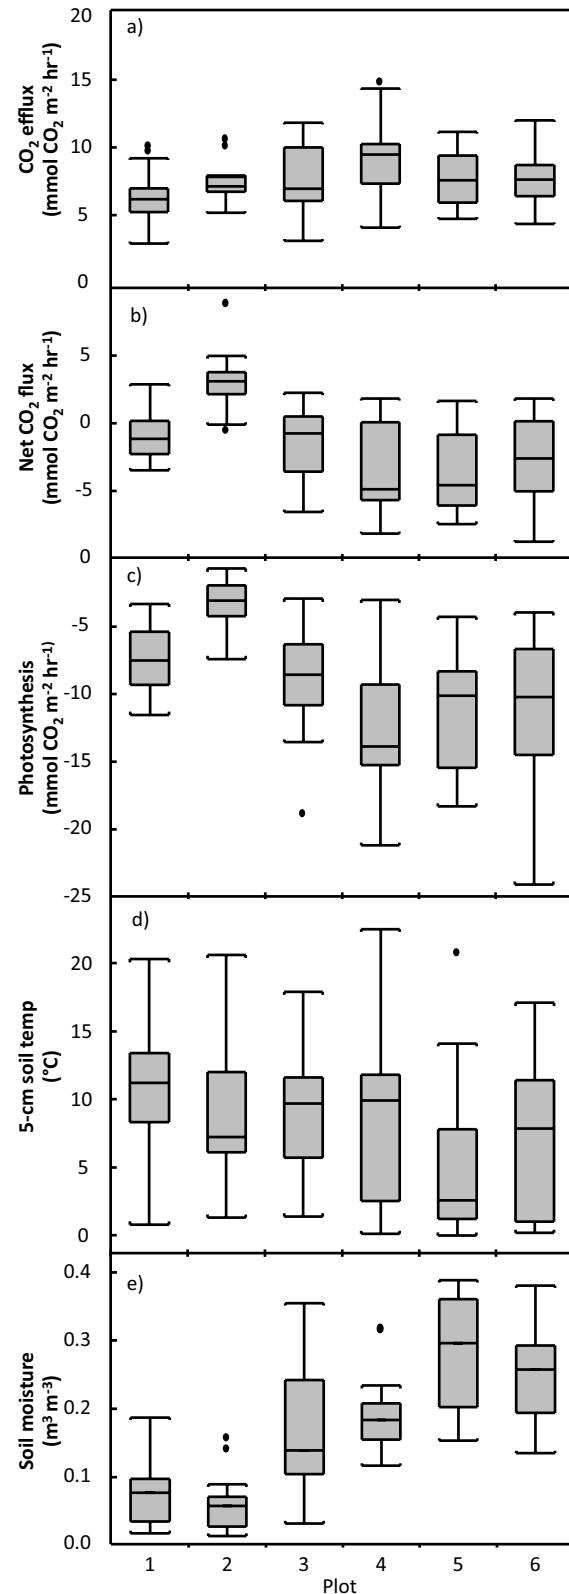 a)
CO₂ efflux
(mmol CO₂ m⁻² hr⁻¹)
20
15
10
5
0
b)
Net CO₂ flux
(mmol CO₂ m⁻² hr⁻¹)
5
0
-5
0
c)
Photosynthesis
(mmol CO₂ m⁻² hr⁻¹⁾
-5
-10
-15
-20
-25
d)
5-cm soil temp
(°C)
20
15
10
5
0
e)
Soil moisture
(m³ m⁻³)
0.4
0.3
0.2
0.1
0.0
1 2 3 4 5 6
Plot